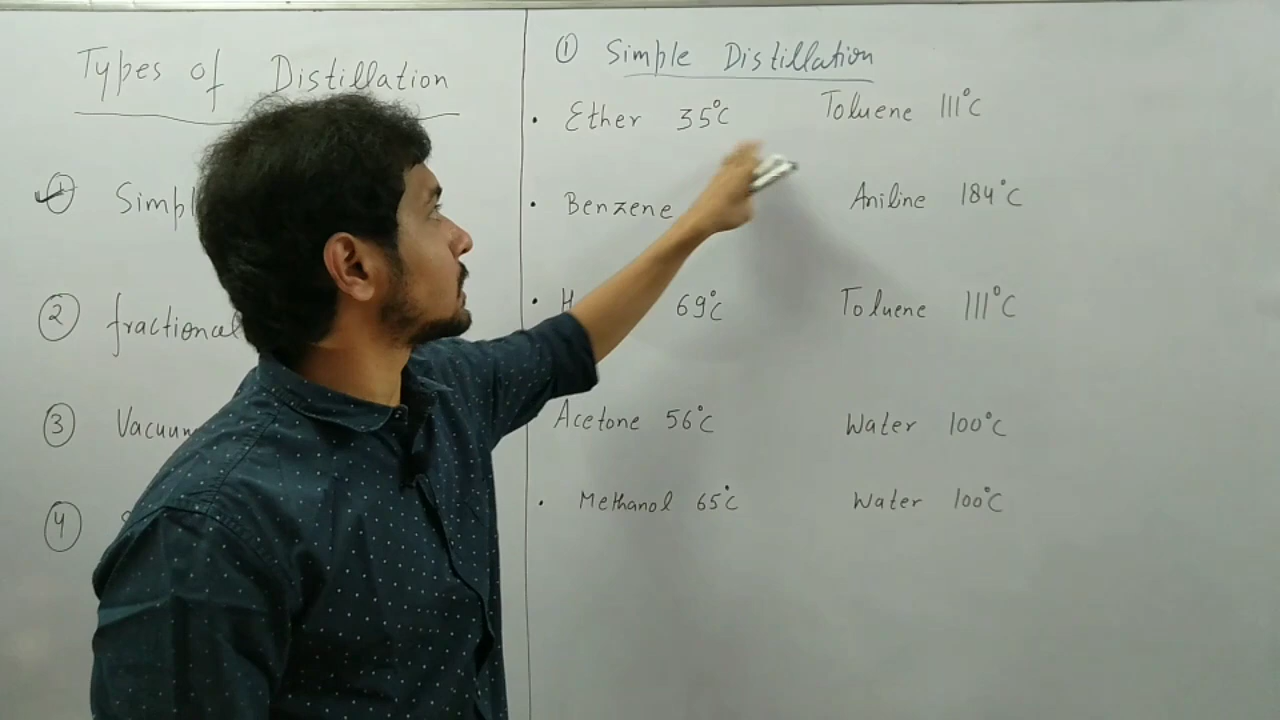 Types of Distillation
① Simpl
② fractional
③ Vacuum
④
① Simple Distillation
• Ether 35°C Toluene 111°C
• Benzene Aniline 184°C
• H 69°C Toluene 111°C
Acetone 56°C Water 100°C
• Methanol 65°C Water 100°C